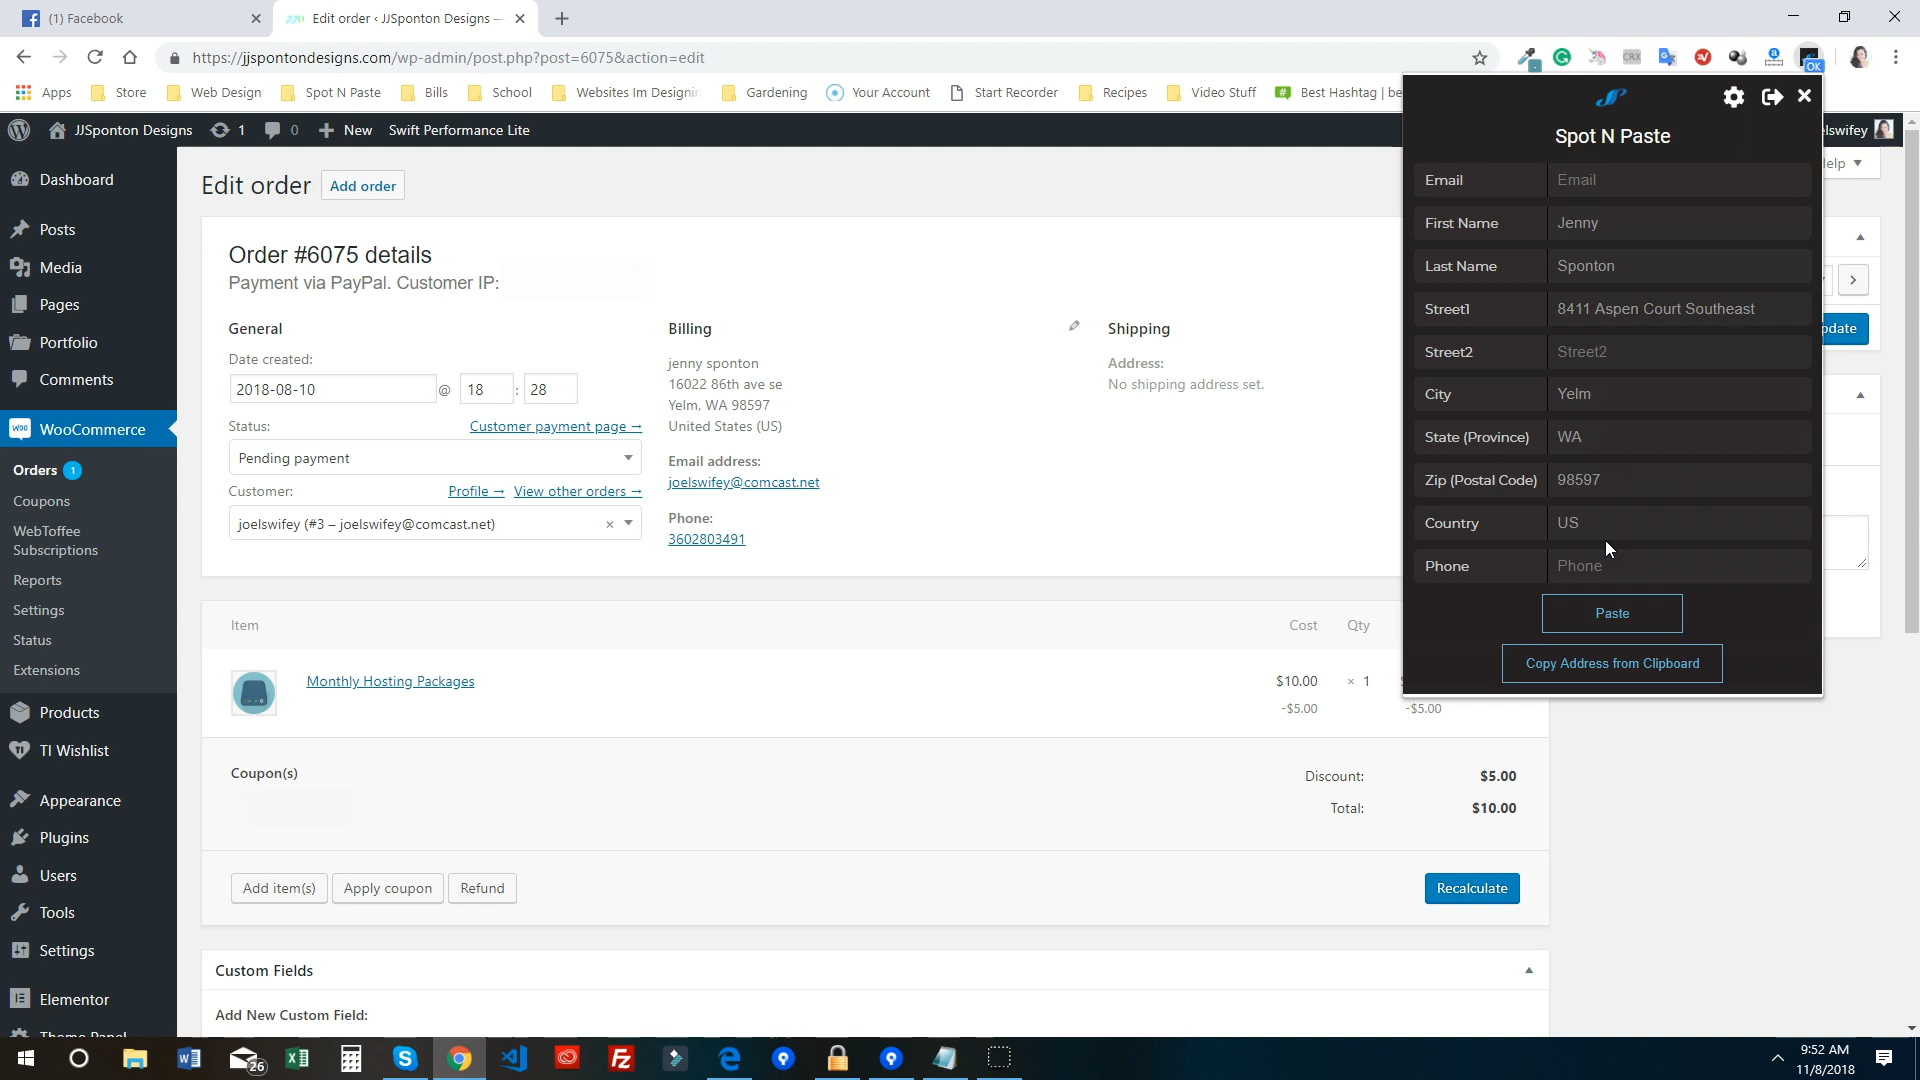 (1) Facebook
Edit order ‹ JJSponton Designs —
https://jjspontondesigns.com/wp-admin/post.php?post=6075&action=edit
CRX
OK
Apps
Store
Web Design
Spot N Paste
Bills
School
Websites Im Designin
Gardening
Your Account
Start Recorder
Recipes
Video Stuff
Best Hashtag | be
JJSponton Designs
1
0
New
Swift Performance Lite
elswifey
Help
Dashboard
Posts
Media
Pages
Portfolio
Comments
WooCommerce
Orders 1
Coupons
WebToffee
Subscriptions
Reports
Settings
Status
Extensions
Products
TI Wishlist
Appearance
Plugins
Users
Tools
Settings
Elementor
Theme Panel
Edit order
Add order
Order #6075 details
Payment via PayPal. Customer IP:
General
Date created:
2018-08-10 @ 18 : 28
Status:
Customer payment page →
Pending payment
Customer:
Profile →
View other orders →
joelswifey (#3 – joelswifey@comcast.net) ×
Billing
jenny sponton
16022 86th ave se
Yelm, WA 98597
United States (US)
Email address:
joelswifey@comcast.net
Phone:
3602803491
Shipping
Address:
No shipping address set.
Item
Cost
Qty
Monthly Hosting Packages
$10.00
× 1
-$5.00
-$5.00
Coupon(s)
Discount:
$5.00
Total:
$10.00
Add item(s)
Apply coupon
Refund
Recalculate
Custom Fields
Add New Custom Field:
Spot N Paste
Email
Email
First Name
Jenny
Last Name
Sponton
Street1
8411 Aspen Court Southeast
Street2
Street2
City
Yelm
State (Province)
WA
Zip (Postal Code)
98597
Country
US
Phone
Phone
Paste
Copy Address from Clipboard
pdate
26
9:52 AM
11/8/2018